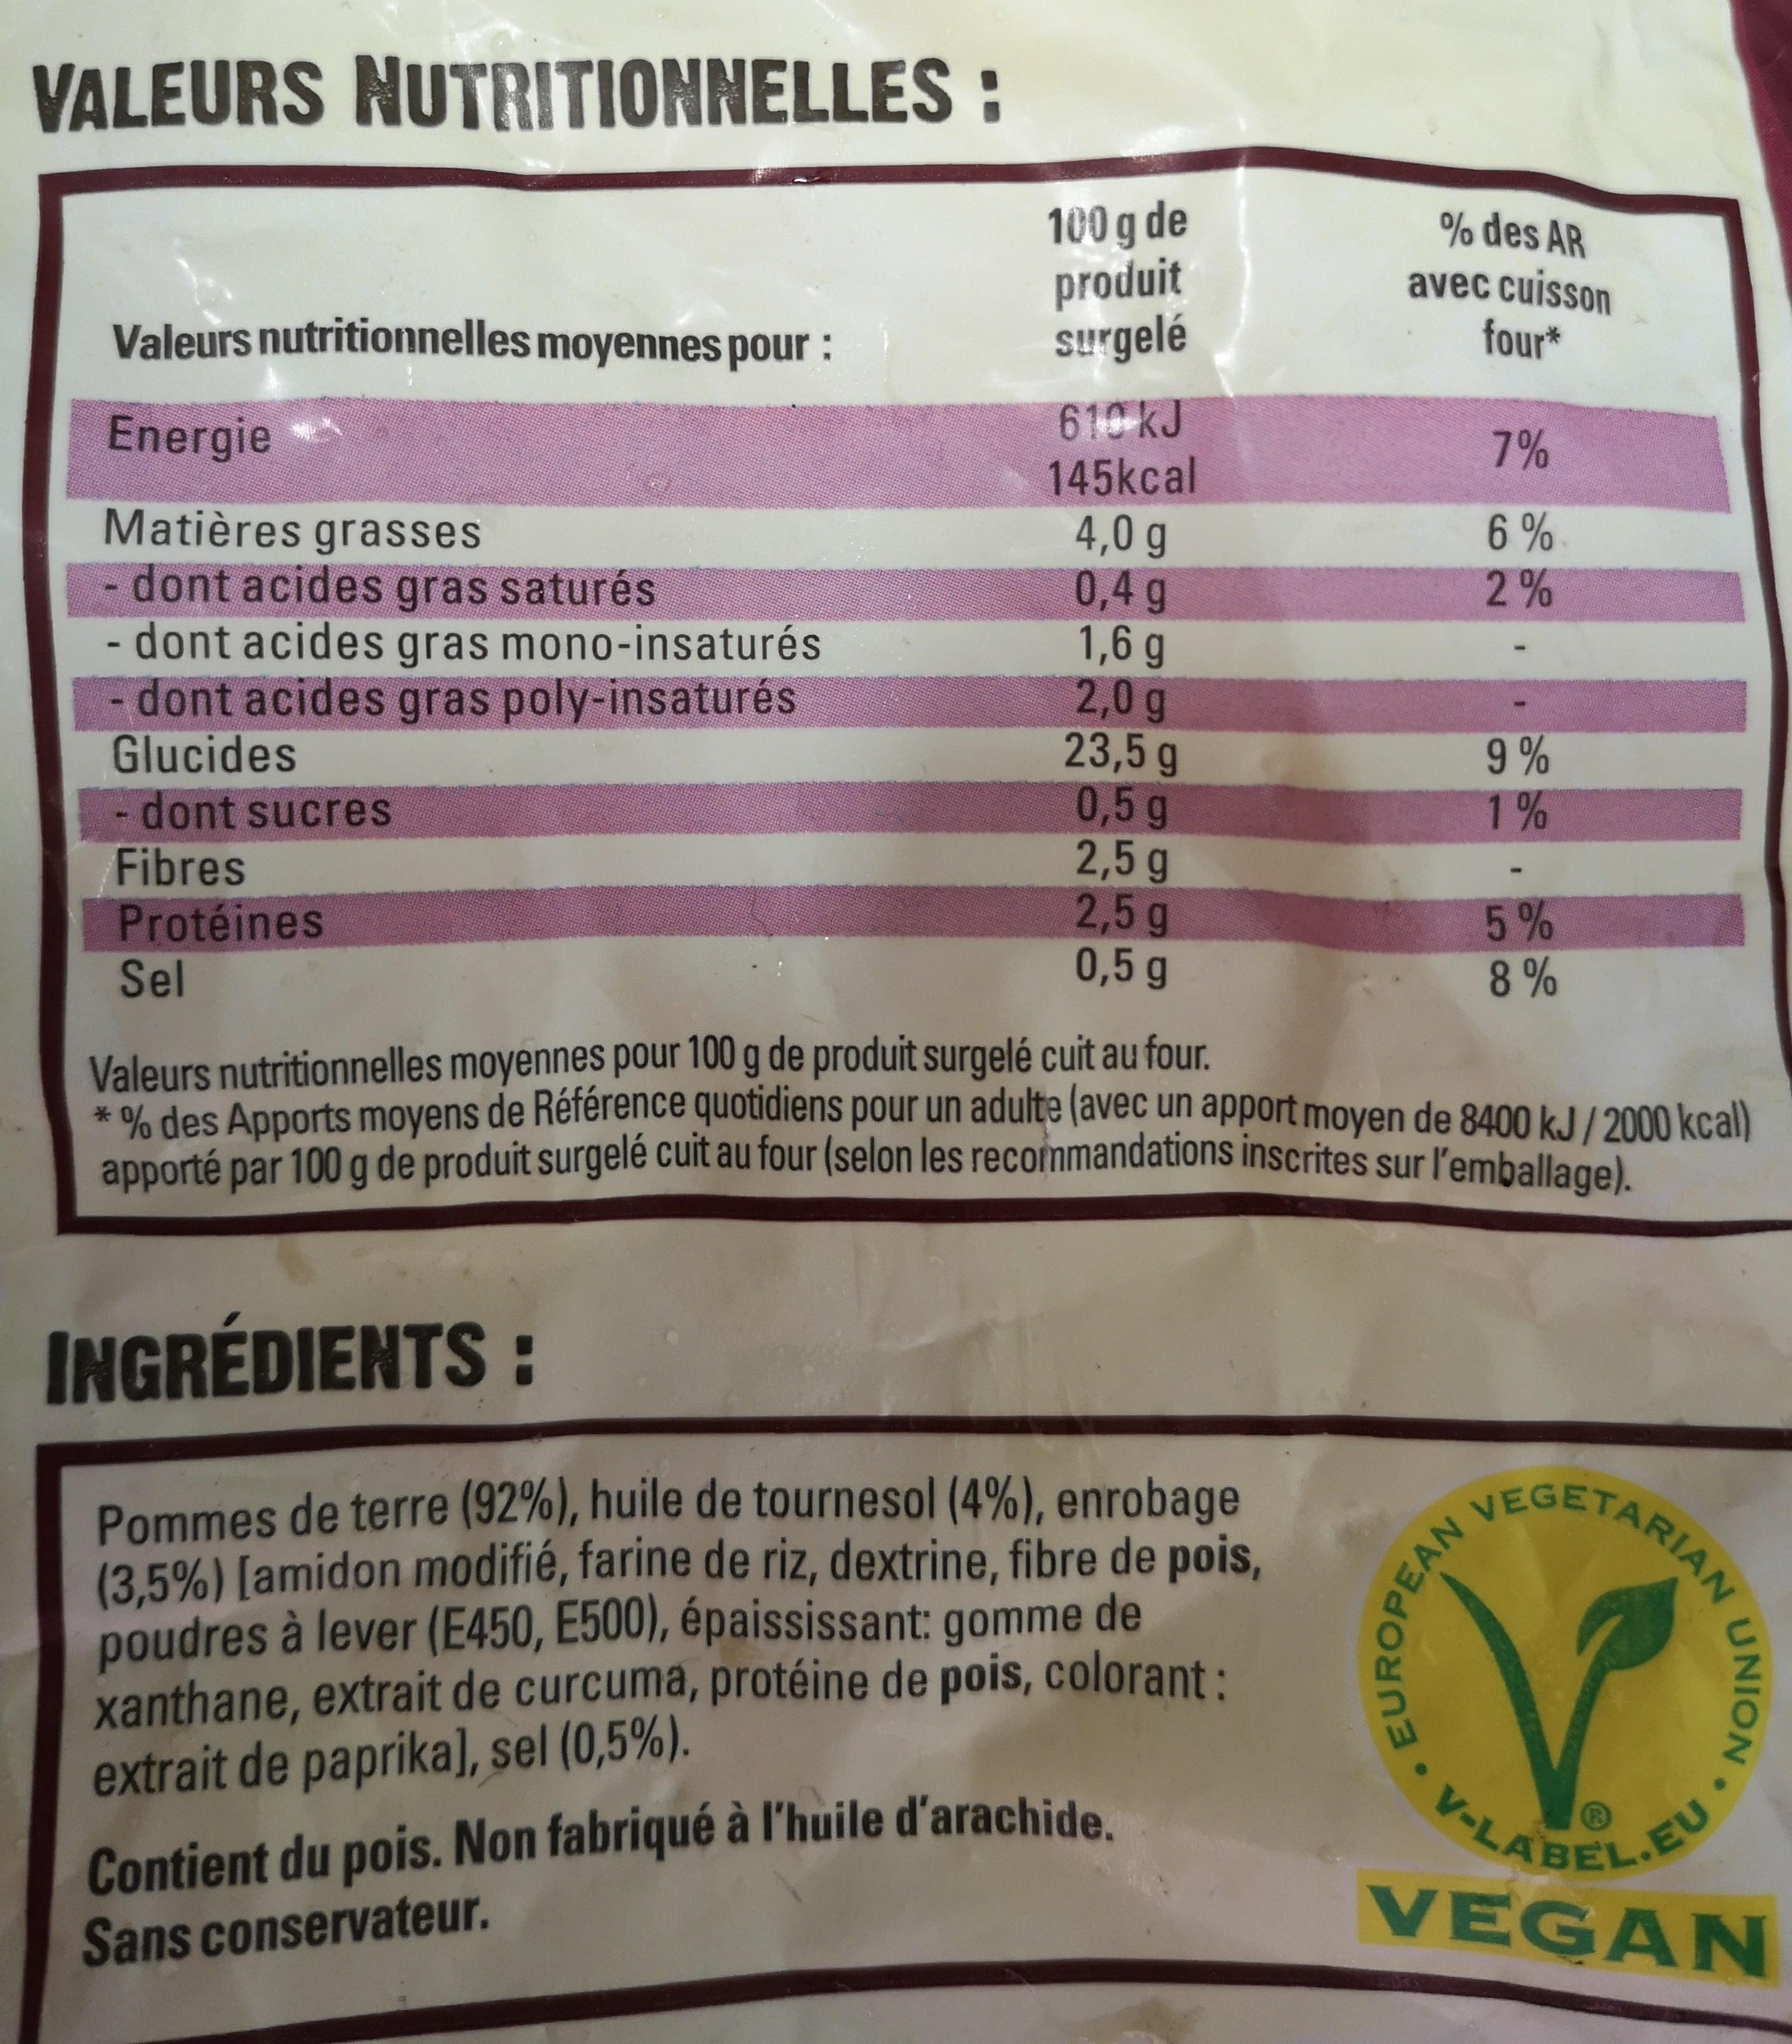 VALEURS NUTRITIONNELLES :
Valeurs nutritionnelles moyennes pour : 100 g de produit surgelé % des AR avec cuisson four*
Energie 610 kJ 145kcal 7%
Matières grasses 4,0 g 6 %
- dont acides gras saturés 0,4 g 2 %
- dont acides gras mono-insaturés 1,6 g -
- dont acides gras poly-insaturés 2,0 g -
Glucides 23,5 g 9 %
- dont sucres 0,5 g 1 %
Fibres 2,5 g -
Protéines 2,5 g 5 %
Sel 0,5 g 8 %
Valeurs nutritionnelles moyennes pour 100 g de produit surgelé cuit au four.
* % des Apports moyens de Référence quotidiens pour un adulte (avec un apport moyen de 8400 kJ / 2000 kcal)
apporté par 100 g de produit surgelé cuit au four (selon les recommandations inscrites sur l'emballage).
INGRÉDIENTS :
Pommes de terre (92%), huile de tournesol (4%), enrobage
(3,5%) [amidon modifié, farine de riz, dextrine, fibre de pois,
poudres à lever (E450, E500), épaississant: gomme de
xanthane, extrait de curcuma, protéine de pois, colorant :
extrait de paprika], sel (0,5%).
Contient du pois. Non fabriqué à l'huile d'arachide.
Sans conservateur.
EUROPEAN VEGETARIAN UNION
V-LABEL.EU
®
VEGAN